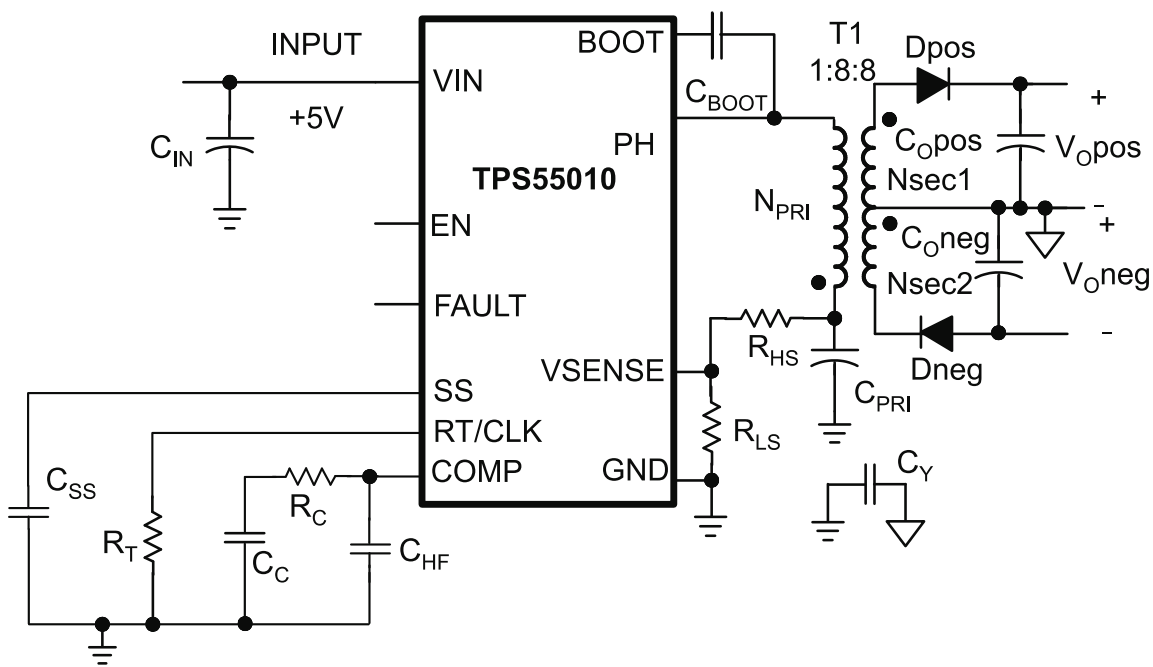 INPUT
+5V
C_IN
BOOT
VIN
PH
TPS55010
EN
FAULT
VSENSE
SS
RT/CLK
COMP
GND
C_BOOT
T1
1:8:8
Dpos
C_Opos
Nsec1
+
V_Opos
-
N_PRI
C_Oneg
Nsec2
+
V_Oneg
-
Dneg
R_HS
C_PRI
R_LS
C_Y
C_SS
R_T
R_C
C_C
C_HF